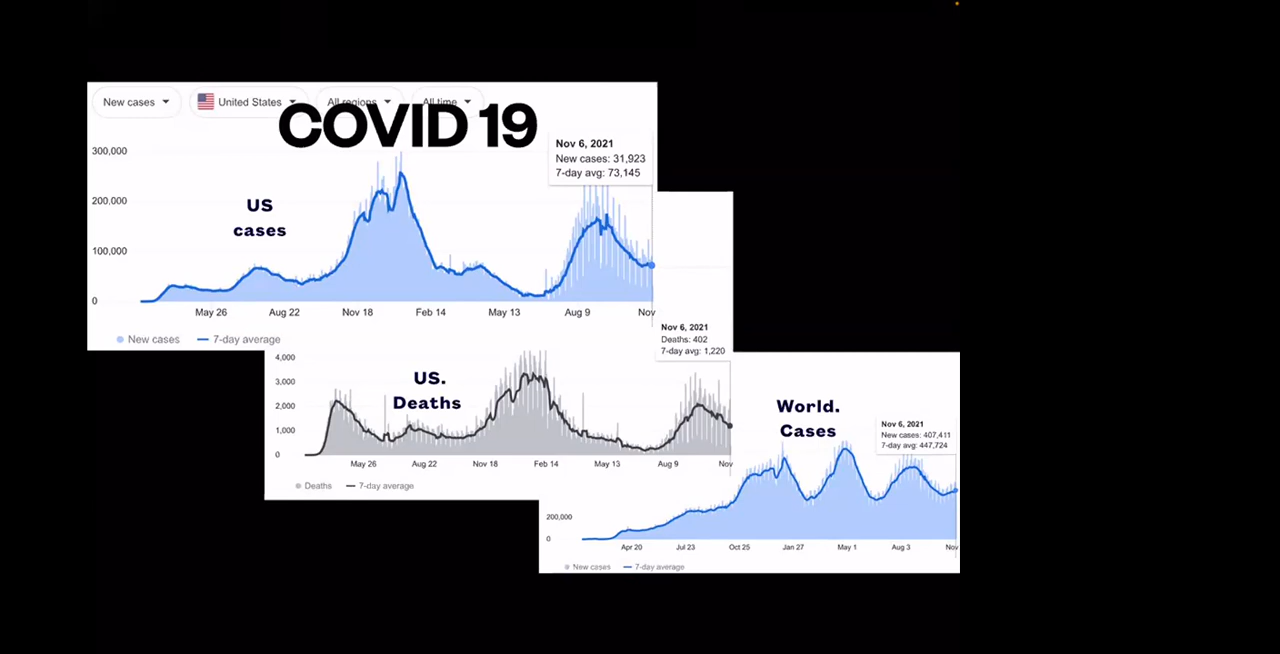 New cases
United States
All regions
All time
COVID 19
Nov 6, 2021
New cases: 31,923
7-day avg: 73,145
300,000
200,000
100,000
0
US
cases
May 26
Aug 22
Nov 18
Feb 14
May 13
Aug 9
Nov
New cases
7-day average
Nov 6, 2021
Deaths: 402
7-day avg: 1,220
4,000
3,000
2,000
1,000
0
US.
Deaths
May 26
Aug 22
Nov 18
Feb 14
May 13
Aug 9
Nov
Deaths
7-day average
World.
Cases
Nov 6, 2021
New cases: 407,411
7-day avg: 447,724
200,000
0
Apr 20
Jul 23
Oct 25
Jan 27
May 1
Aug 3
Nov
New cases
7-day average